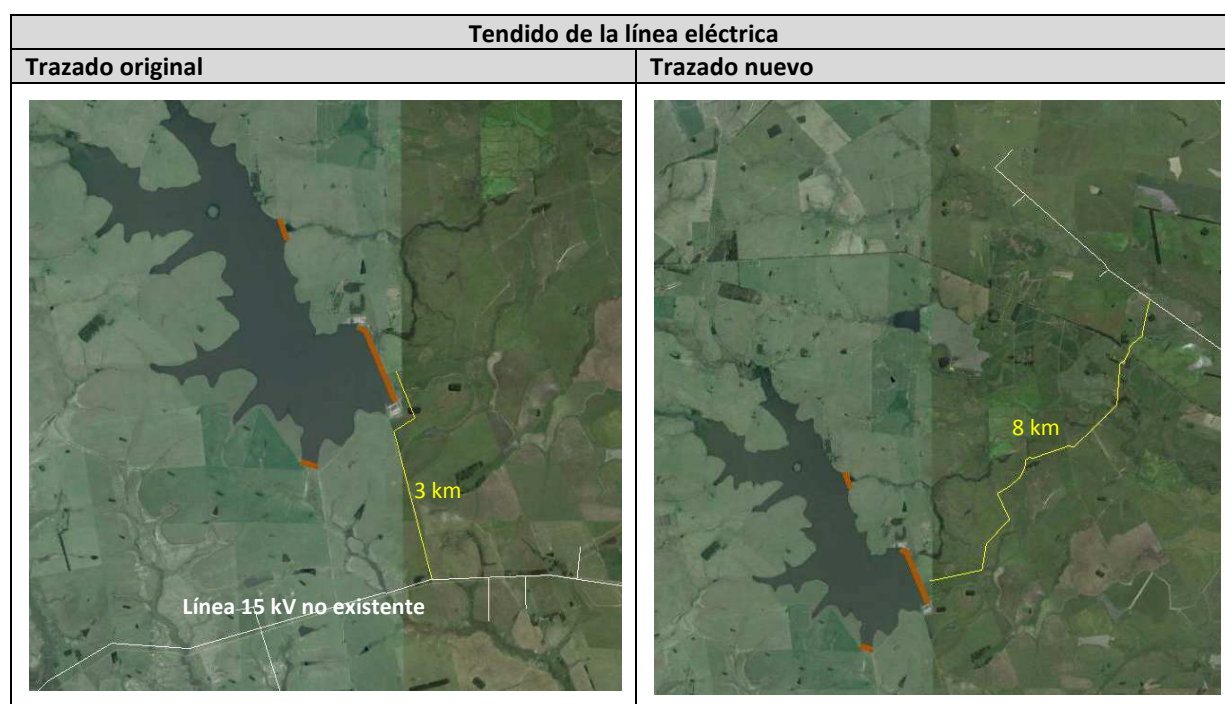 Tendido de la línea eléctrica
Trazado original
Trazado nuevo
3 km
Línea 15 kV no existente
8 km